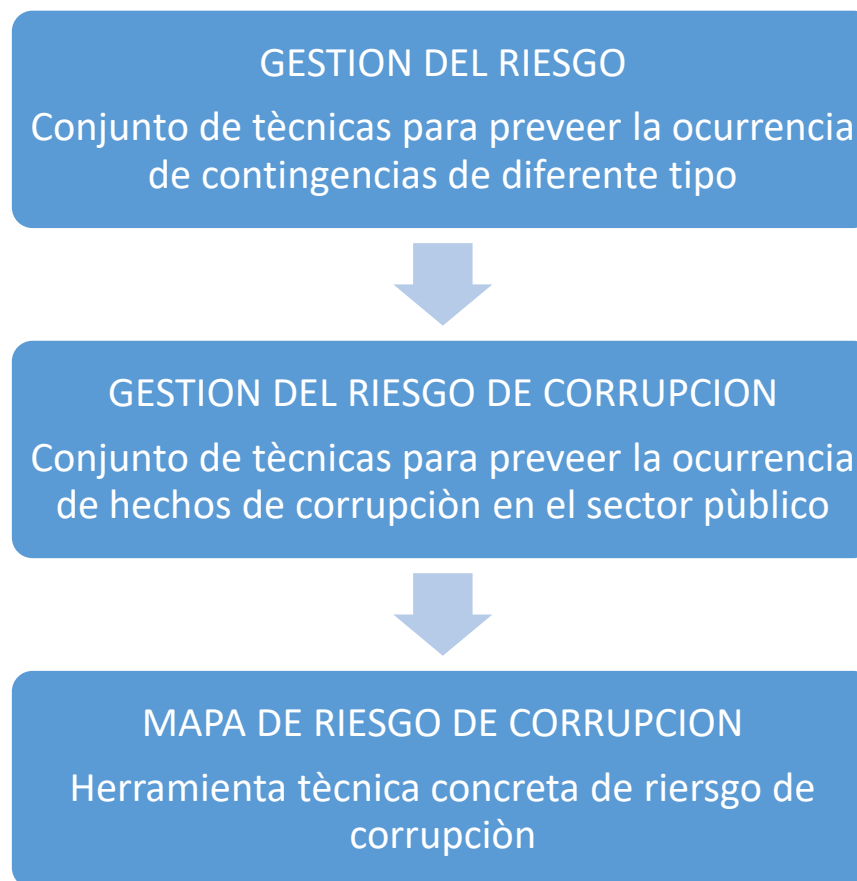 GESTION DEL RIESGO
Conjunto de tècnicas para preveer la ocurrencia
de contingencias de diferente tipo
GESTION DEL RIESGO DE CORRUPCION
Conjunto de tècnicas para preveer la ocurrencia
de hechos de corrupciòn en el sector pùblico
MAPA DE RIESGO DE CORRUPCION
Herramienta tècnica concreta de riersgo de
corrupciòn